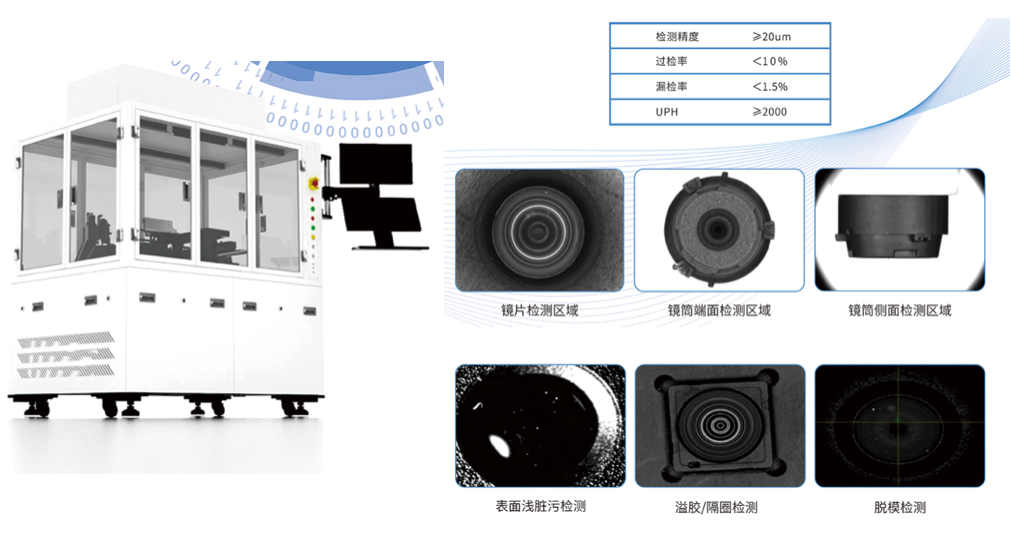 检测精度 ≥20um
过检率 <10%
漏检率 <1.5%
UPH ≥2000
镜片检测区域 镜筒端面检测区域 镜筒侧面检测区域
表面浅脏污检测 溢胶/隔圈检测 脱模检测